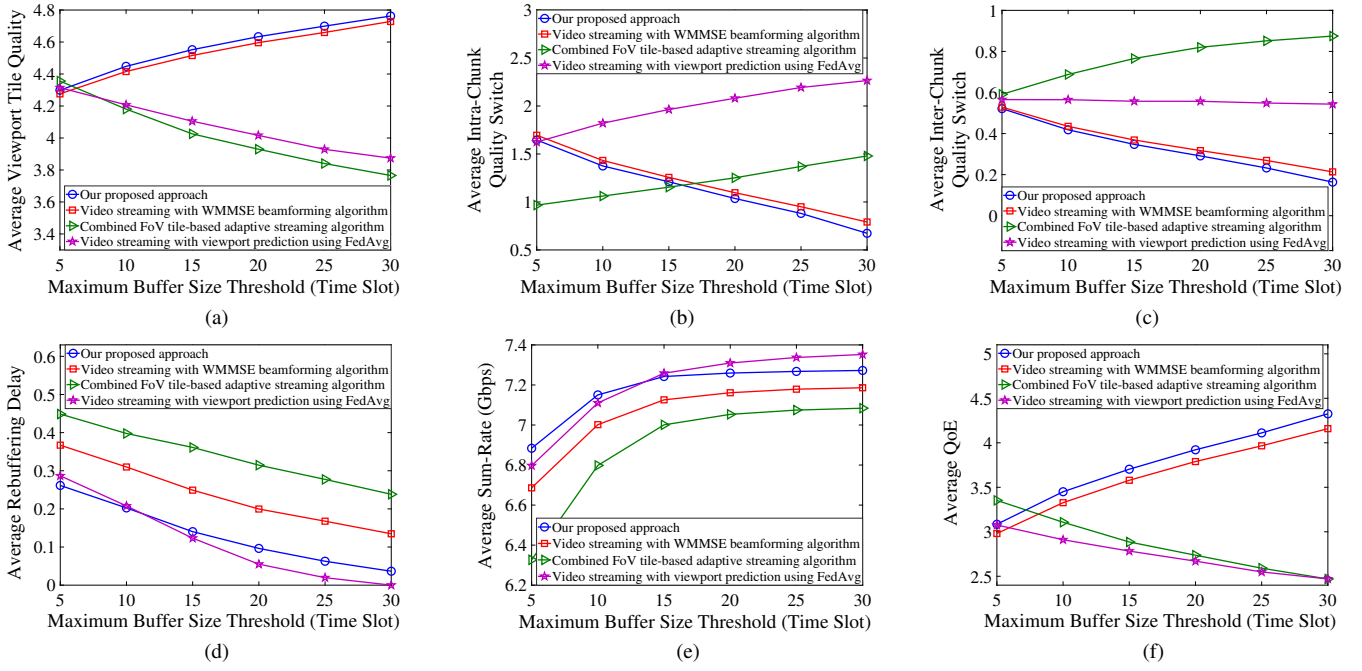 4.8
4.6
4.4
4.2
4
3.8
3.6
3.4
Average Viewport Tile Quality
Our proposed approach
Video streaming with WMMSE beamforming algorithm
Combined FoV tile-based adaptive streaming algorithm
Video streaming with viewport prediction using FedAvg
5 10 15 20 25 30
Maximum Buffer Size Threshold (Time Slot)
(a)
3
2.5
2
1.5
1
0.5
Average Intra-Chunk
Quality Switch
Our proposed approach
Video streaming with WMMSE beamforming algorithm
Combined FoV tile-based adaptive streaming algorithm
Video streaming with viewport prediction using FedAvg
5 10 15 20 25 30
Maximum Buffer Size Threshold (Time Slot)
(b)
1
0.8
0.6
0.4
0.2
0
Average Inter-Chunk
Quality Switch
Our proposed approach
Video streaming with WMMSE beamforming algorithm
Combined FoV tile-based adaptive streaming algorithm
Video streaming with viewport prediction using FedAvg
5 10 15 20 25 30
Maximum Buffer Size Threshold (Time Slot)
(c)
0.6
0.5
0.4
0.3
0.2
0.1
0
Average Rebuffering Delay
Our proposed approach
Video streaming with WMMSE beamforming algorithm
Combined FoV tile-based adaptive streaming algorithm
Video streaming with viewport prediction using FedAvg
5 10 15 20 25 30
Maximum Buffer Size Threshold (Time Slot)
(d)
7.4
7.2
7
6.8
6.6
6.4
6.2
Average Sum-Rate (Gbps)
Our proposed approach
Video streaming with WMMSE beamforming algorithm
Combined FoV tile-based adaptive streaming algorithm
Video streaming with viewport prediction using FedAvg
5 10 15 20 25 30
Maximum Buffer Size Threshold (Time Slot)
(e)
5
4.5
4
3.5
3
2.5
Average QoE
Our proposed approach
Video streaming with WMMSE beamforming algorithm
Combined FoV tile-based adaptive streaming algorithm
Video streaming with viewport prediction using FedAvg
5 10 15 20 25 30
Maximum Buffer Size Threshold (Time Slot)
(f)